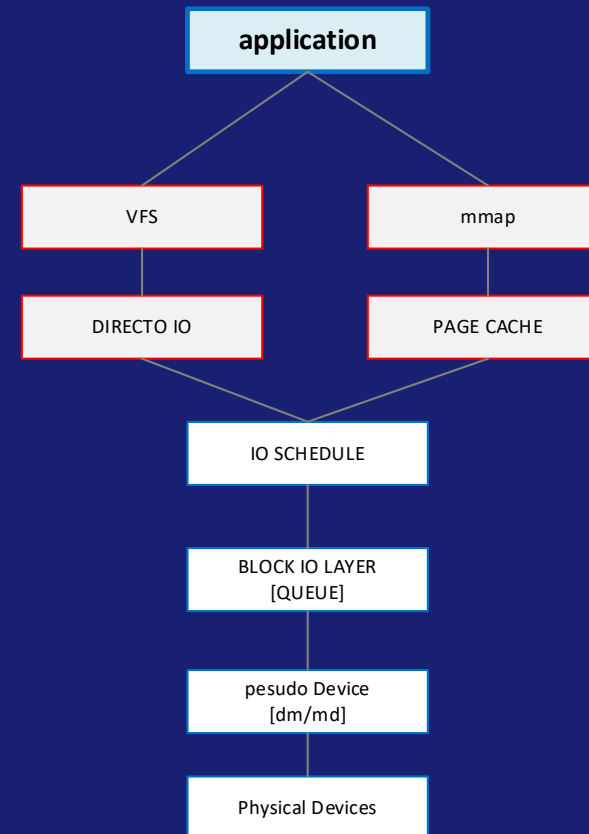 application
VFS
mmap
DIRECTO IO
PAGE CACHE
IO SCHEDULE
BLOCK IO LAYER
[QUEUE]
pesudo Device
[dm/md]
Physical Devices